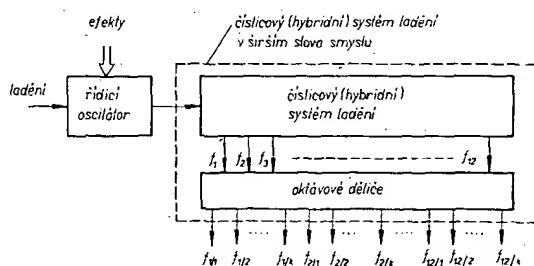 efekty
číslicový (hybridní) systém ladění
v širším slova smyslu
ladění
řídicí
oscilátor
číslicový (hybridní)
systém ladění
f1 f2 f3 f12
oktávové děliče
f1/1 f1/2 .... f1/k f2/1 f2/2 .... f2/k f12/1 f12/2 .... f12/3